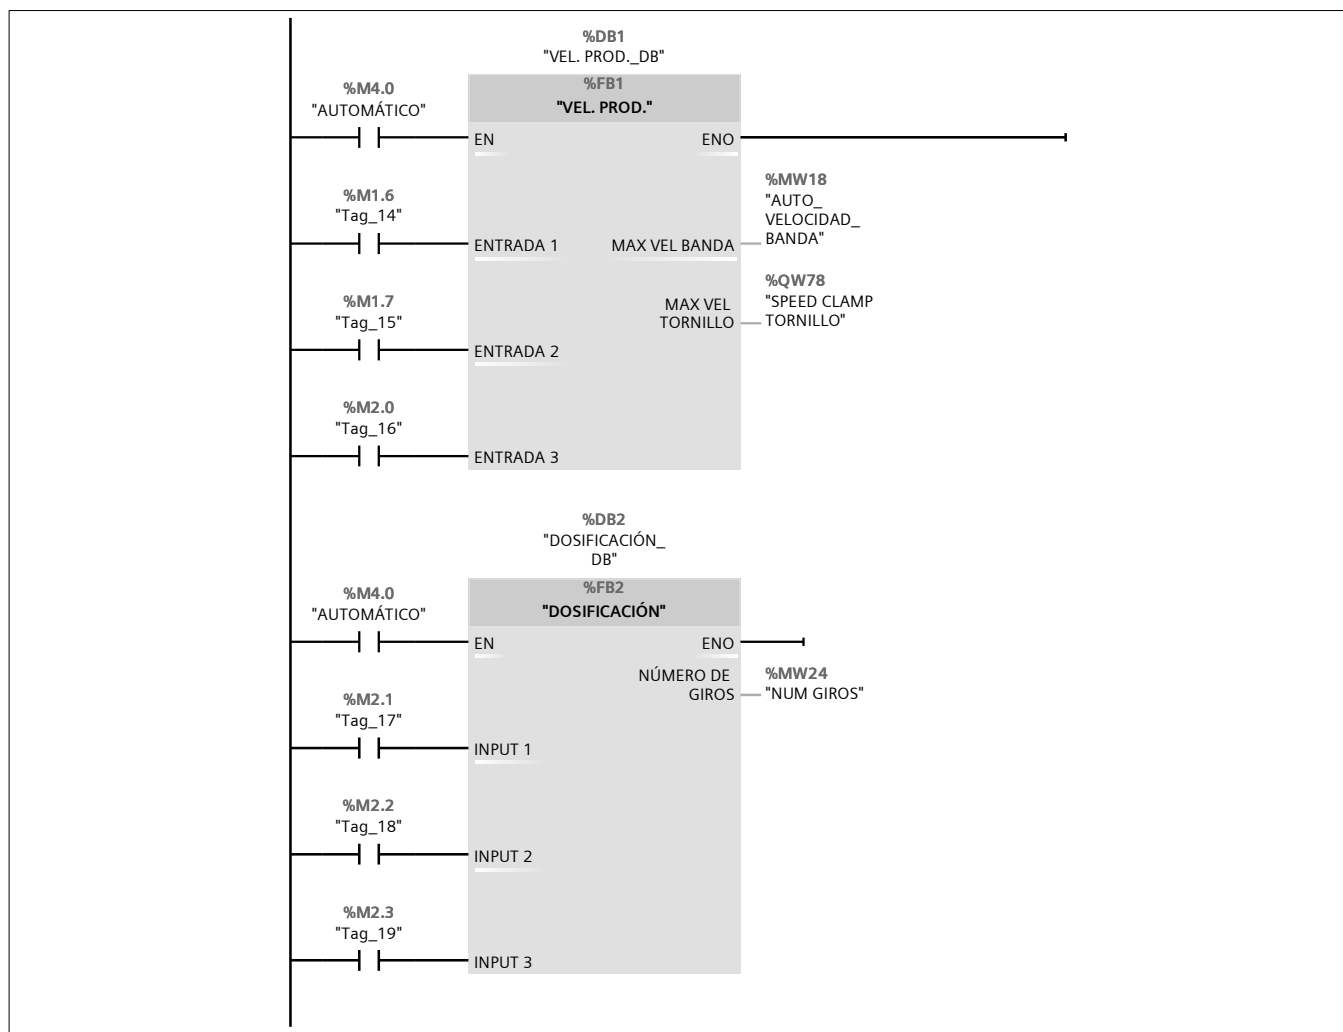 %DB1
"VEL. PROD._DB"
%FB1
"VEL. PROD."
%M4.0
"AUTOMÁTICO"
EN
ENO
%M1.6
"Tag_14"
ENTRADA 1
MAX VEL BANDA
%MW18
"AUTO_
VELOCIDAD_
BANDA"
%M1.7
"Tag_15"
ENTRADA 2
MAX VEL
TORNILLO
%QW78
"SPEED CLAMP
TORNILLO"
%M2.0
"Tag_16"
ENTRADA 3
%DB2
"DOSIFICACIÓN_
DB"
%FB2
"DOSIFICACIÓN"
%M4.0
"AUTOMÁTICO"
EN
ENO
NÚMERO DE
GIROS
%MW24
"NUM GIROS"
%M2.1
"Tag_17"
INPUT 1
%M2.2
"Tag_18"
INPUT 2
%M2.3
"Tag_19"
INPUT 3